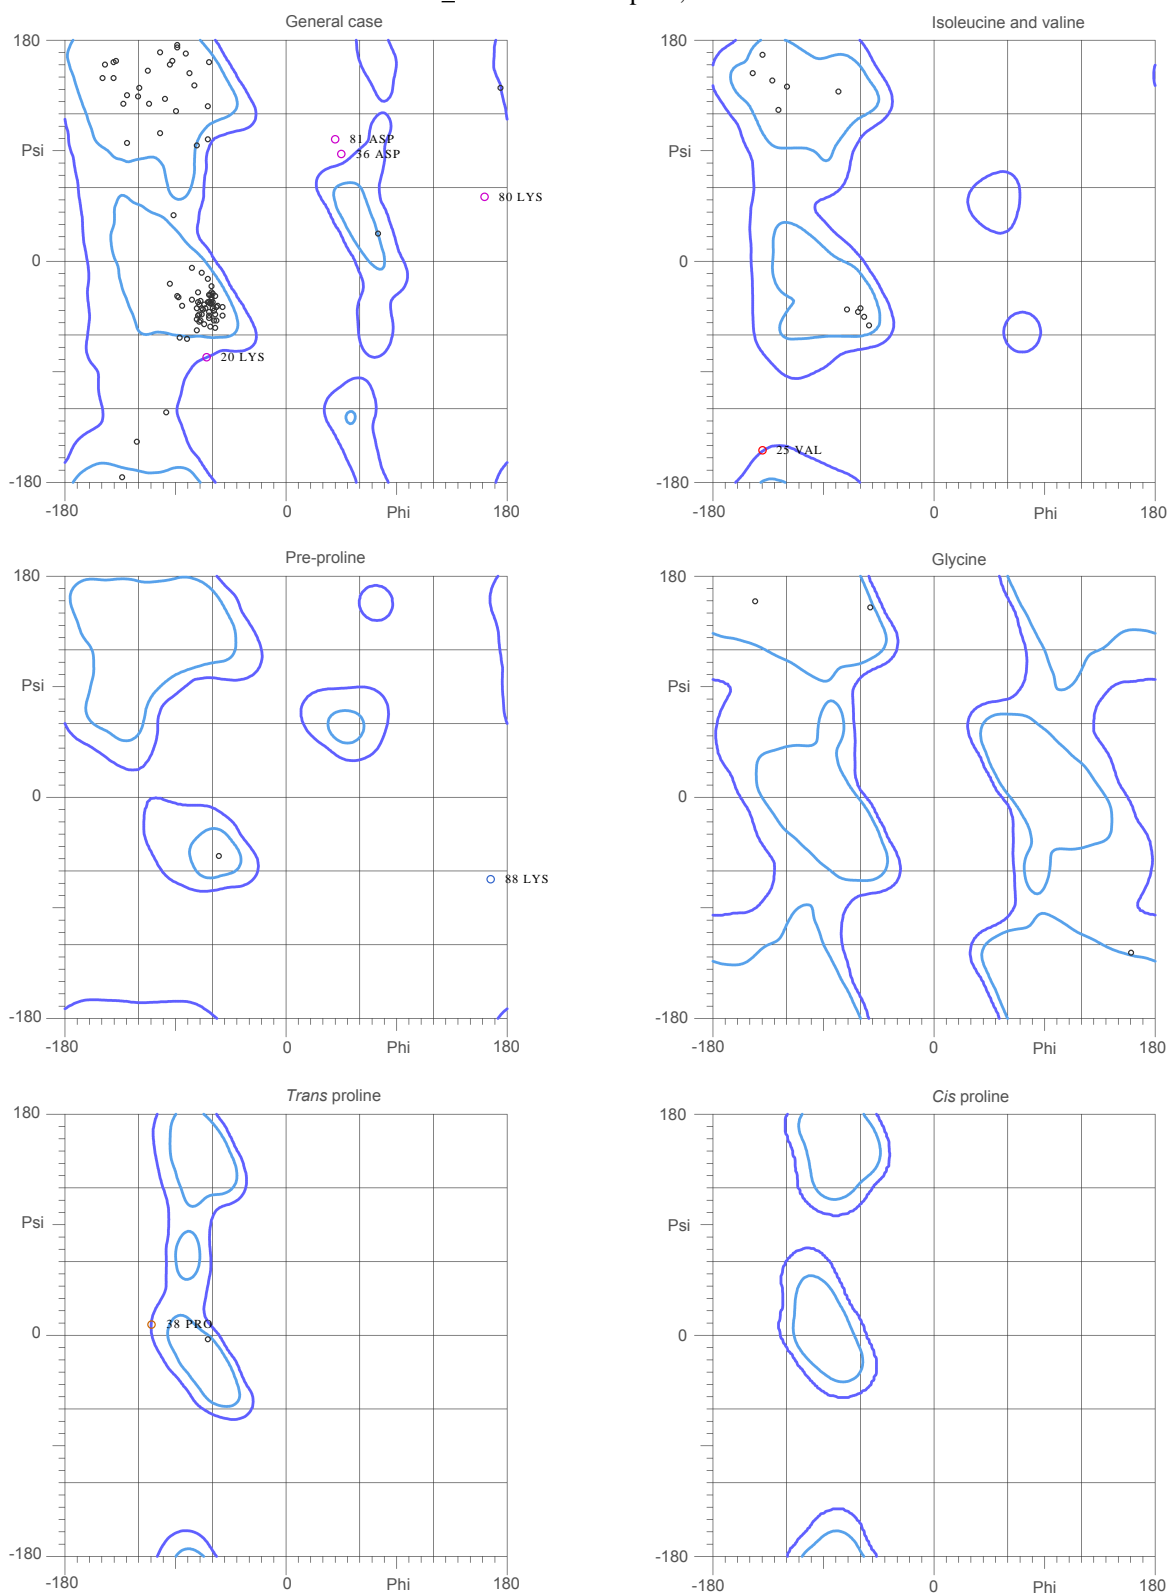 General case
Isoleucine and valine
180
Psi
0
-180
-180
0
Phi
180
81 ASP
36 ASP
80 LYS
20 LYS
180
Psi
0
-180
-180
0
Phi
180
25 VAL
Pre-proline
Glycine
180
Psi
0
-180
-180
0
Phi
180
88 LYS
180
Psi
0
-180
-180
0
Phi
180
Trans proline
Cis proline
180
Psi
0
-180
-180
0
Phi
180
38 PRO
180
Psi
0
-180
-180
0
Phi
180